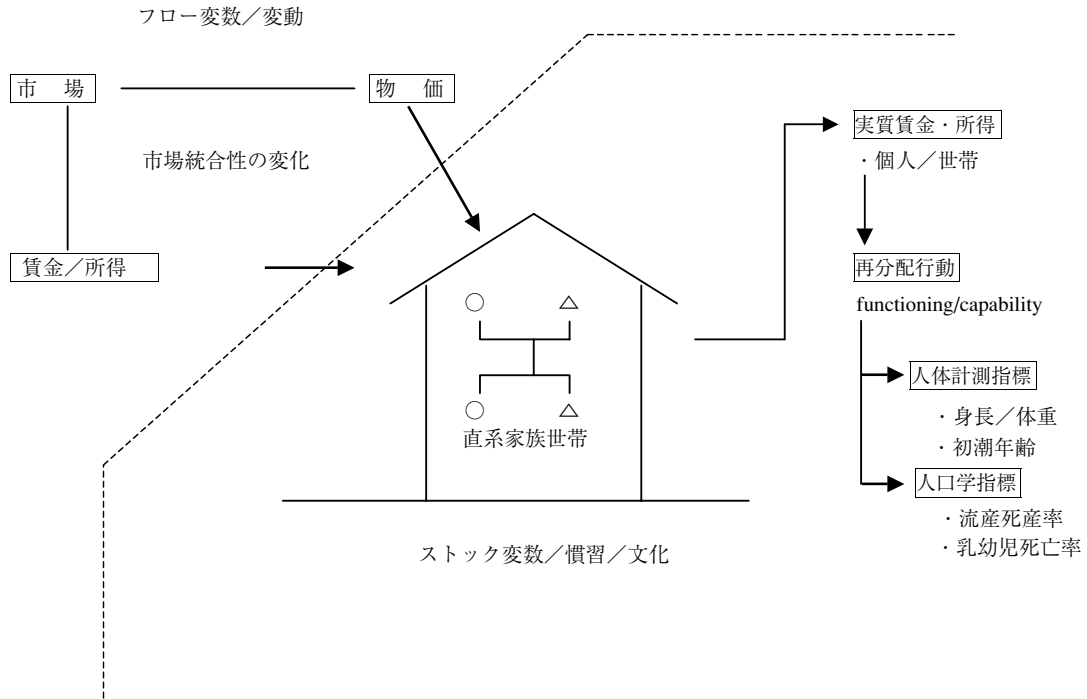 フロー変数／変動
市　場
物　価
市場統合性の変化
賃金／所得
直系家族世帯
ストック変数／慣習／文化
実質賃金・所得
・個人／世帯
再分配行動
functioning/capability
人体計測指標
・身長／体重
・初潮年齢
人口学指標
・流産死産率
・乳幼児死亡率